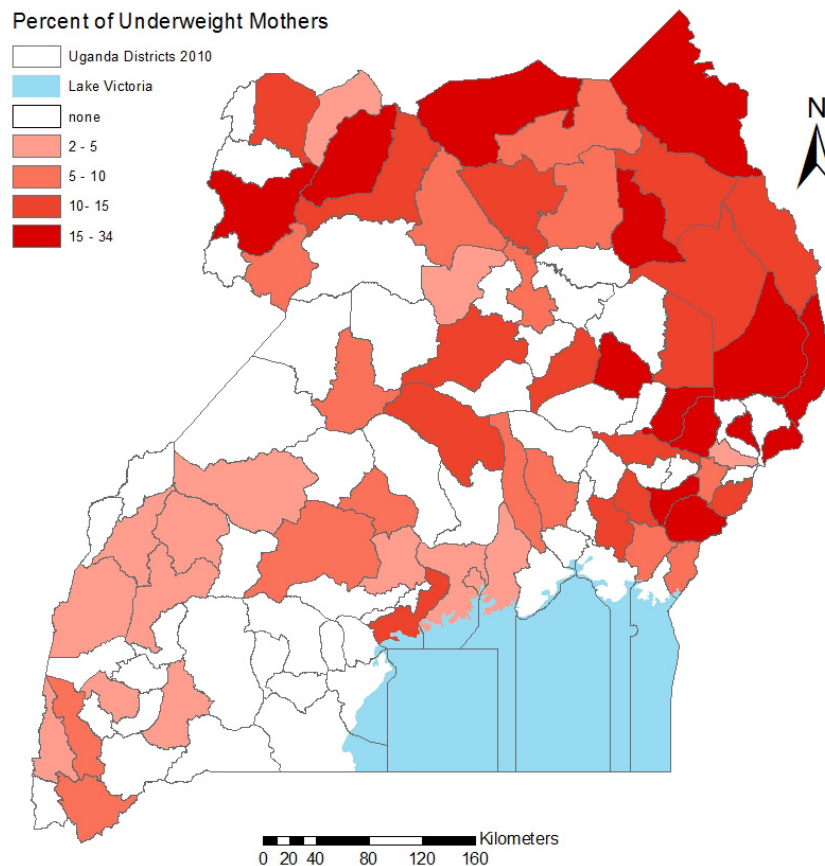 Percent of Underweight Mothers
Uganda Districts 2010
Lake Victoria
none
2 - 5
5 - 10
10- 15
15 - 34
N
Kilometers
0 20 40 80 120 160